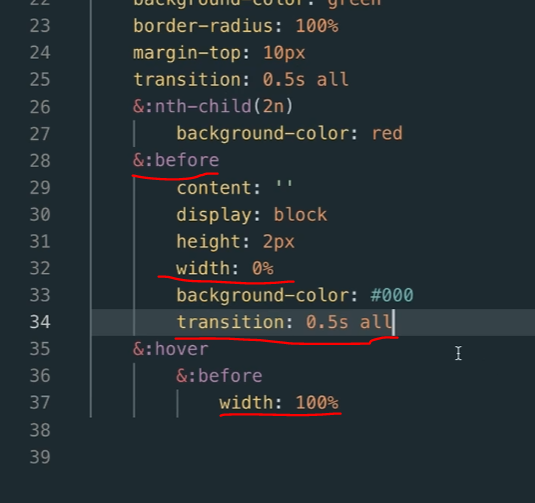 22 background-color: green
23 border-radius: 100%
24 margin-top: 10px
25 transition: 0.5s all
26 &:nth-child(2n)
27 background-color: red
28 &:before
29 content: ''
30 display: block
31 height: 2px
32 width: 0%
33 background-color: #000
34 transition: 0.5s all
35 &:hover
36 &:before
37 width: 100%
38
39